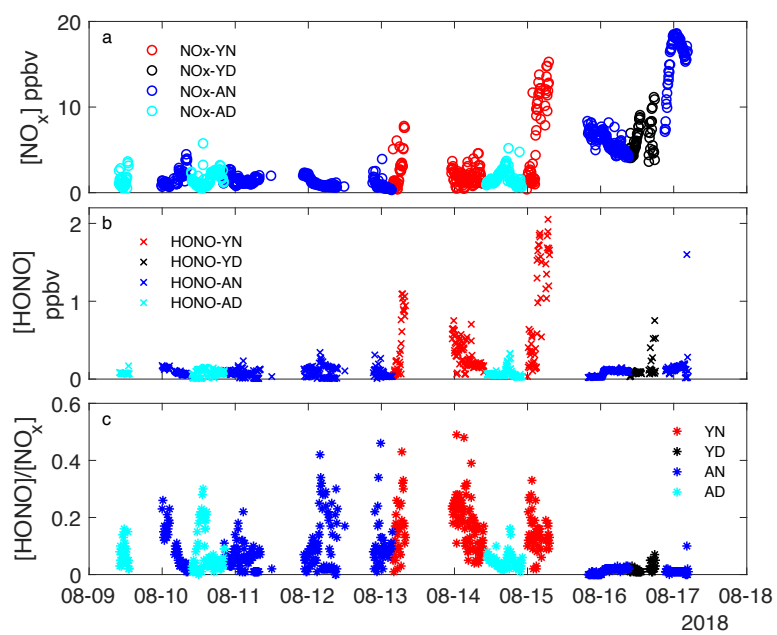 a
20
10
0
[NOx] ppbv
NOx-YN
NOx-YD
NOx-AN
NOx-AD
b
2
1
0
[HONO]
ppbv
HONO-YN
HONO-YD
HONO-AN
HONO-AD
c
0.6
0.4
0.2
0
[HONO]/[NOx]
YN
YD
AN
AD
08-09 08-10 08-11 08-12 08-13 08-14 08-15 08-16 08-17 08-18
2018